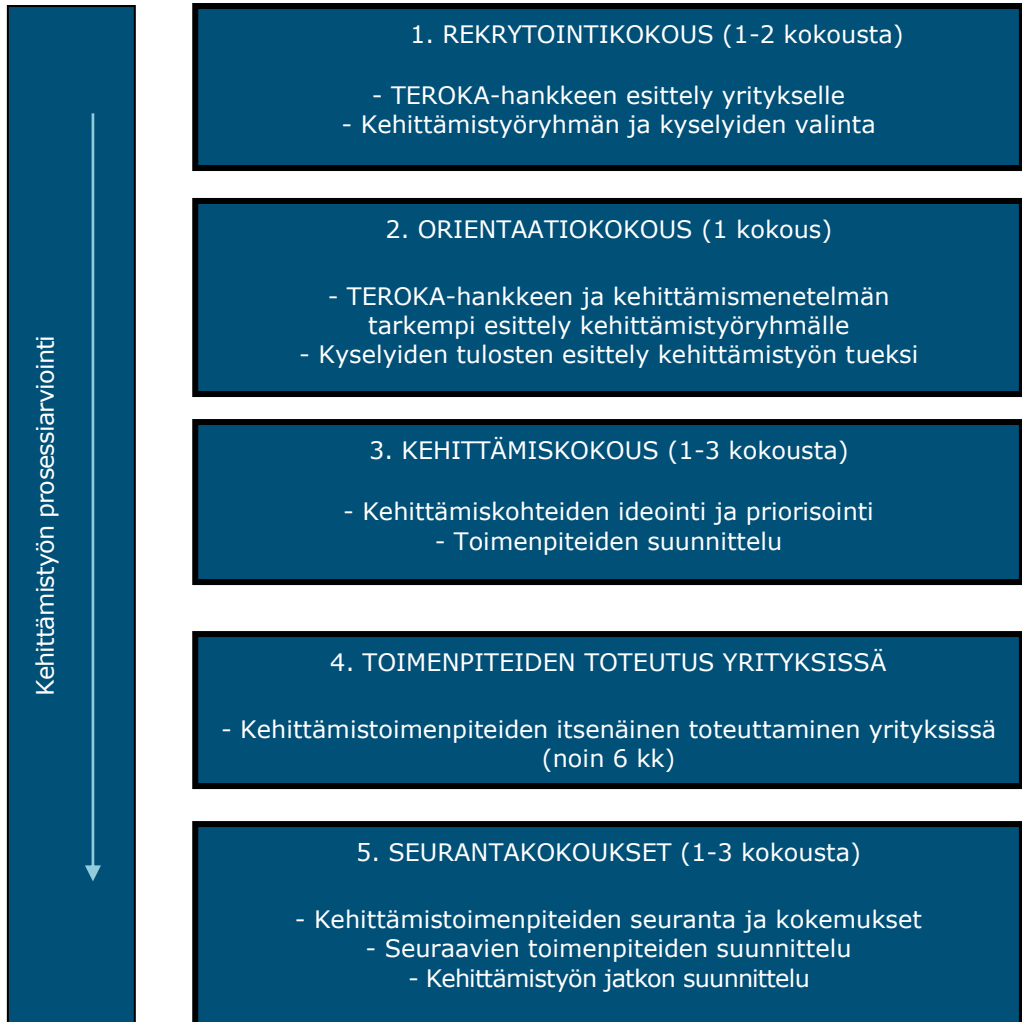 Kehittämistyön prosessiarviointi
1. REKRYTOINTIKOKOUS (1-2 kokousta)
- TEROKA-hankkeen esittely yritykselle
- Kehittämistyöryhmän ja kyselyiden valinta
2. ORIENTAATIOKOKOUS (1 kokous)
- TEROKA-hankkeen ja kehittämismenetelmän
tarkempi esittely kehittämistyöryhmälle
- Kyselyiden tulosten esittely kehittämistyön tueksi
3. KEHITTÄMISKOKOUS (1-3 kokousta)
- Kehittämiskohteiden ideointi ja priorisointi
- Toimenpiteiden suunnittelu
4. TOIMENPITEIDEN TOTEUTUS YRITYKSISSÄ
- Kehittämistoimenpiteiden itsenäinen toteuttaminen yrityksissä
(noin 6 kk)
5. SEURANTAKOKOUKSET (1-3 kokousta)
- Kehittämistoimenpiteiden seuranta ja kokemukset
- Seuraavien toimenpiteiden suunnittelu
- Kehittämistyön jatkon suunnittelu